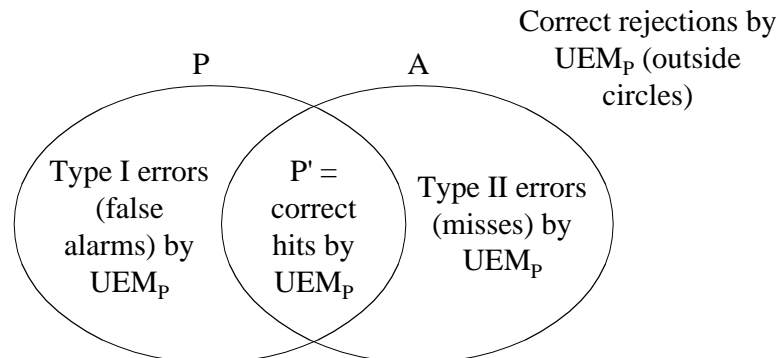 Correct rejections by
UEMP (outside
circles)
P
A
Type I errors
(false
alarms) by
UEMP
P' =
correct
hits by
UEMP
Type II errors
(misses) by
UEMP